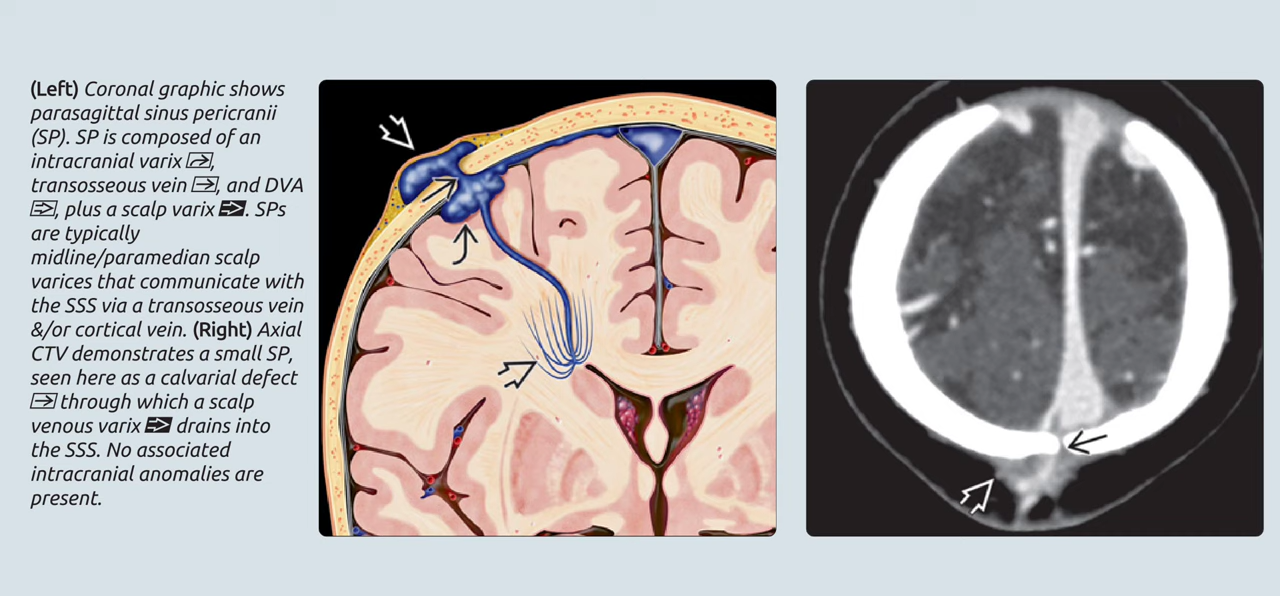 (Left) Coronal graphic shows
parasagittal sinus pericranii
(SP). SP is composed of an
intracranial varix ,
transosseous vein , and DVA
, plus a scalp varix . SPs
are typically
midline/paramedian scalp
varices that communicate with
the SSS via a transosseous vein
&/or cortical vein. (Right) Axial
CTV demonstrates a small SP,
seen here as a calvarial defect
through which a scalp
venous varix drains into
the SSS. No associated
intracranial anomalies are
present.